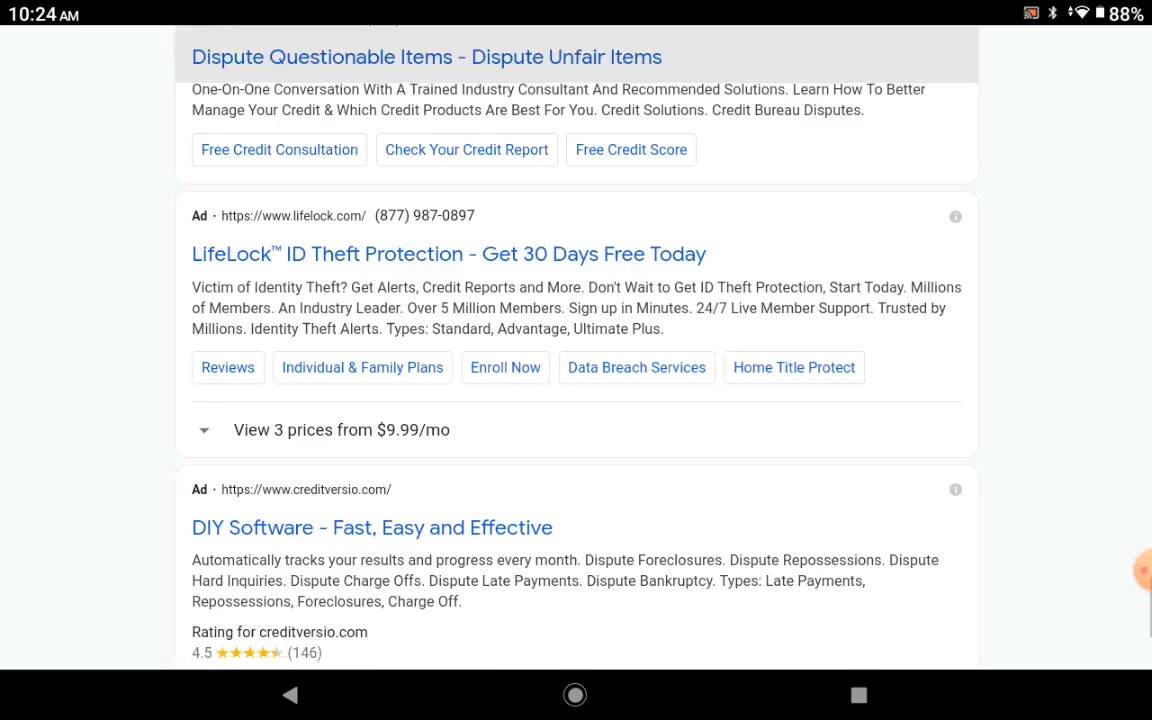 10:24 AM
88%
Dispute Questionable Items - Dispute Unfair Items
One-On-One Conversation With A Trained Industry Consultant And Recommended Solutions. Learn How To Better
Manage Your Credit & Which Credit Products Are Best For You. Credit Solutions. Credit Bureau Disputes.
Free Credit Consultation
Check Your Credit Report
Free Credit Score
Ad · https://www.lifelock.com/ (877) 987-0897
LifeLock™ ID Theft Protection - Get 30 Days Free Today
Victim of Identity Theft? Get Alerts, Credit Reports and More. Don't Wait to Get ID Theft Protection, Start Today. Millions
of Members. An Industry Leader. Over 5 Million Members. Sign up in Minutes. 24/7 Live Member Support. Trusted by
Millions. Identity Theft Alerts. Types: Standard, Advantage, Ultimate Plus.
Reviews
Individual & Family Plans
Enroll Now
Data Breach Services
Home Title Protect
View 3 prices from $9.99/mo
Ad · https://www.creditversio.com/
DIY Software - Fast, Easy and Effective
Automatically tracks your results and progress every month. Dispute Foreclosures. Dispute Repossessions. Dispute
Hard Inquiries. Dispute Charge Offs. Dispute Late Payments. Dispute Bankruptcy. Types: Late Payments,
Repossessions, Foreclosures, Charge Off.
Rating for creditversio.com
4.5 ★★★★★ (146)